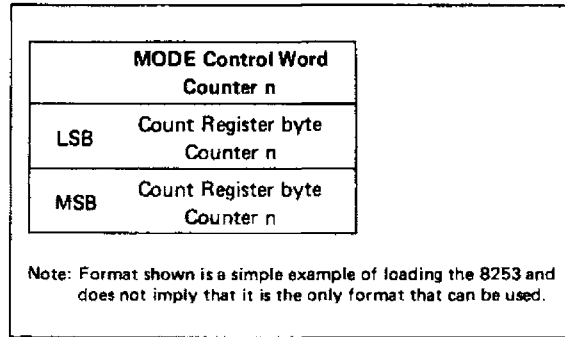 MODE Control Word
Counter n
LSB Count Register byte
Counter n
MSB Count Register byte
Counter n
Note: Format shown is a simple example of loading the 8253 and
does not imply that it is the only format that can be used.